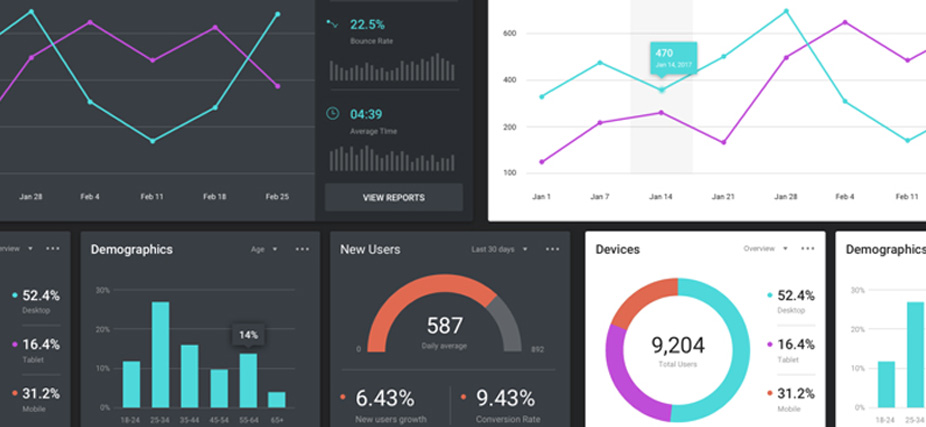 Jan 28 Feb 4 Feb 11 Feb 18 Feb 25
22.5%
Bounce Rate
04:39
Average Time
VIEW REPORTS
600
400
200
100
470
Jan 14, 2017
Jan 1 Jan 7 Jan 14 Jan 21 Jan 28 Feb 4 Feb 11
52.4%
Desktop
16.4%
Tablet
31.2%
Mobile
Demographics
Age
30%
20%
10%
0%
14%
18-24 25-34 35-44 45-54 55-64 65+
New Users
Last 30 days
587
Daily average
0
892
6.43%
New users growth
9.43%
Conversion Rate
Devices
Overview
9,204
Total Users
52.4%
Desktop
16.4%
Tablet
31.2%
Mobile
Demographics
30%
20%
10%
0%
18-24 25-34